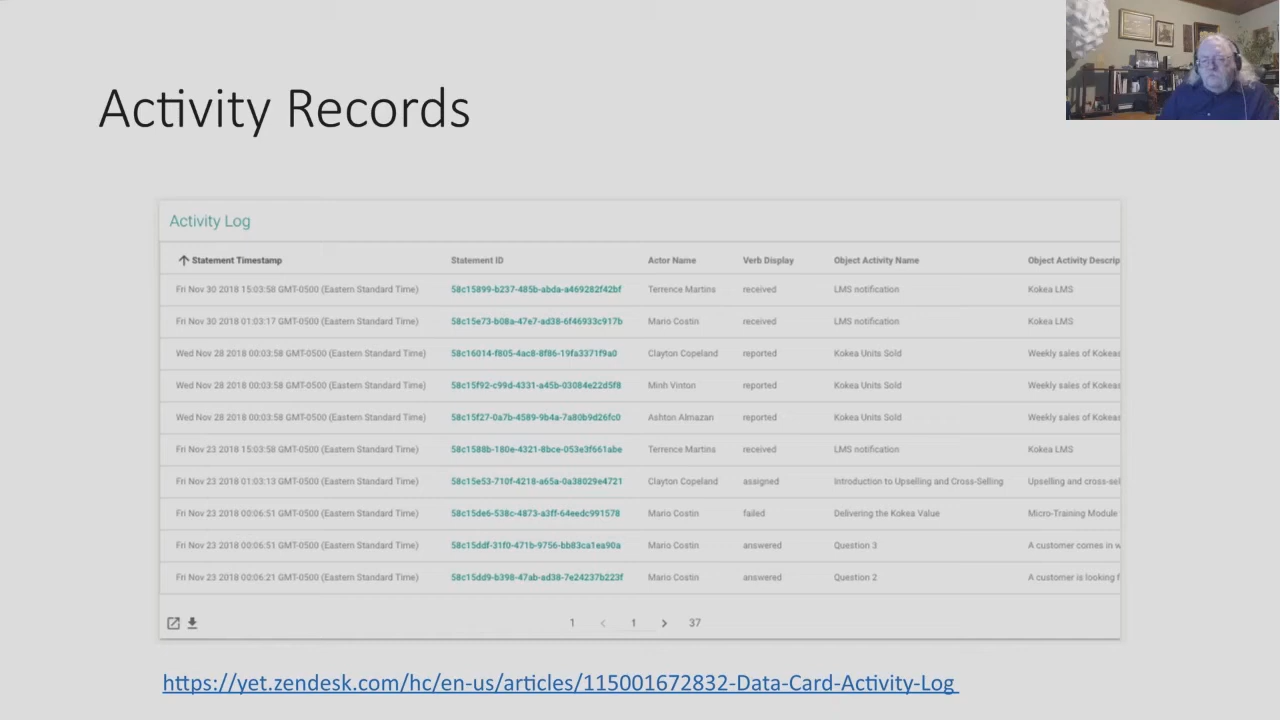 Activity Records
Activity Log
Statement Timestamp Statement ID Actor Name Verb Display Object Activity Name Object Activity Descrip
Fri Nov 30 2018 15:03:58 GMT-0500 (Eastern Standard Time) 58c15899-b237-485b-abda-a469282f42bf Terrence Martins received LMS notification Kokea LMS
Fri Nov 30 2018 01:03:17 GMT-0500 (Eastern Standard Time) 58c15e73-b08a-47e7-ad38-6f46933c917b Mario Costin received LMS notification Kokea LMS
Wed Nov 28 2018 00:03:58 GMT-0500 (Eastern Standard Time) 58c16014-f805-4ac8-8f86-19fa3371f9a0 Clayton Copeland reported Kokea Units Sold Weekly sales of Kokeas
Wed Nov 28 2018 00:03:58 GMT-0500 (Eastern Standard Time) 58c15f92-c99d-4331-a45b-03084e22d5f8 Minh Vinton reported Kokea Units Sold Weekly sales of Kokeas
Wed Nov 28 2018 00:03:58 GMT-0500 (Eastern Standard Time) 58c15f27-0a7b-4589-9b4a-7a80b9d26fc0 Ashton Almazan reported Kokea Units Sold Weekly sales of Kokeas
Fri Nov 23 2018 15:03:58 GMT-0500 (Eastern Standard Time) 58c1588b-180e-4321-8bce-053e3f661abe Terrence Martins received LMS notification Kokea LMS
Fri Nov 23 2018 01:03:13 GMT-0500 (Eastern Standard Time) 58c15e53-710f-4218-a65a-0a38029e4721 Clayton Copeland assigned Introduction to Upselling and Cross-Selling Upselling and cross-sel
Fri Nov 23 2018 00:06:51 GMT-0500 (Eastern Standard Time) 58c15de6-538c-4873-a3ff-64eedc991578 Mario Costin failed Delivering the Kokea Value Micro-Training Module
Fri Nov 23 2018 00:06:51 GMT-0500 (Eastern Standard Time) 58c15ddf-31f0-471b-9756-bb83ca1ea90a Mario Costin answered Question 3 A customer comes in w
Fri Nov 23 2018 00:06:21 GMT-0500 (Eastern Standard Time) 58c15dd9-b398-47ab-ad38-7e24237b223f Mario Costin answered Question 2 A customer is looking f
1 < 1 > 37
https://yet.zendesk.com/hc/en-us/articles/115001672832-Data-Card-Activity-Log